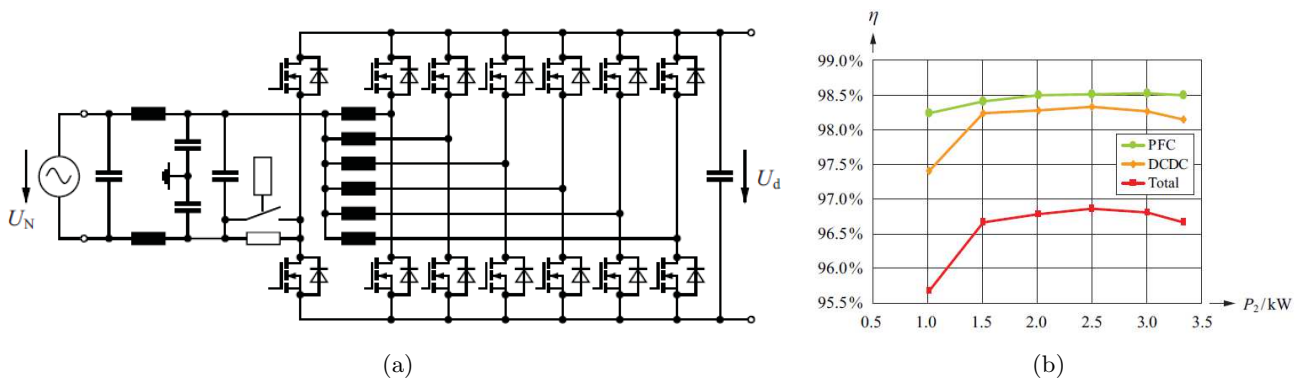 U_N
U_d
(a)
η
99.0%
98.5%
98.0%
97.5%
97.0%
96.5%
96.0%
95.5%
PFC
DCDC
Total
0.5 1.0 1.5 2.0 2.5 3.0 3.5
P_2/kW
(b)